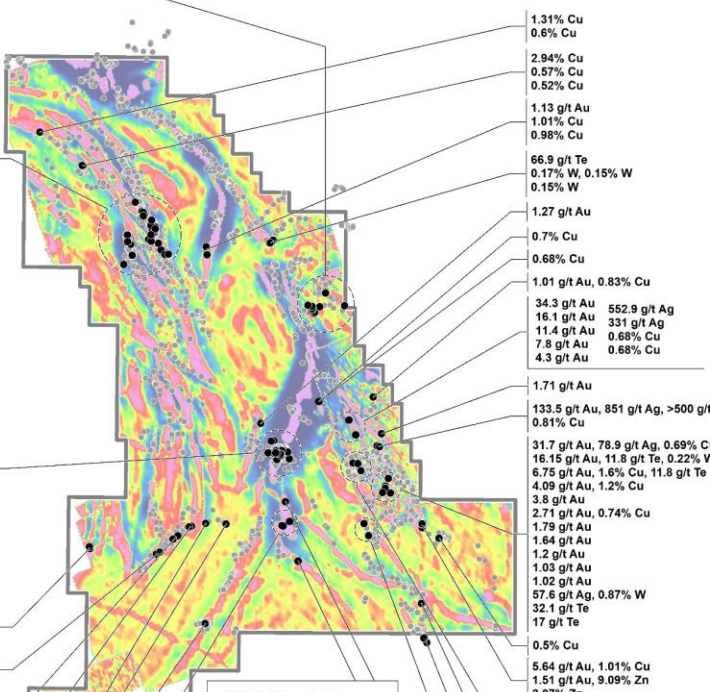 1.31% Cu
0.6% Cu
2.94% Cu
0.57% Cu
0.52% Cu
1.13 g/t Au
1.01% Cu
0.98% Cu
66.9 g/t Te
0.17% W, 0.15% W
0.15% W
1.27 g/t Au
0.7% Cu
0.68% Cu
1.01 g/t Au, 0.83% Cu
34.3 g/t Au
16.1 g/t Au
11.4 g/t Au
7.8 g/t Au
4.3 g/t Au
552.9 g/t Ag
331 g/t Ag
0.68% Cu
0.68% Cu
1.71 g/t Au
133.5 g/t Au, 851 g/t Ag, >500 g/t
0.81% Cu
31.7 g/t Au, 78.9 g/t Ag, 0.69% C
16.15 g/t Au, 11.8 g/t Te, 0.22% W
6.75 g/t Au, 1.6% Cu, 11.8 g/t Te
4.09 g/t Au, 1.2% Cu
3.8 g/t Au
2.71 g/t Au, 0.74% Cu
1.79 g/t Au
1.64 g/t Au
1.2 g/t Au
1.03 g/t Au
1.02 g/t Au
57.6 g/t Ag, 0.87% W
32.1 g/t Te
17 g/t Te
0.5% Cu
5.64 g/t Au, 1.01% Cu
1.51 g/t Au, 9.09% Zn